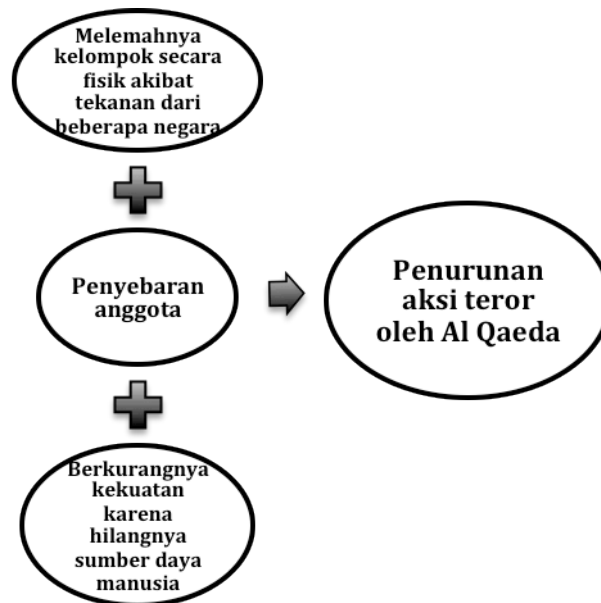 Melemahnya
kelompok secara
fisik akibat
tekanan dari
beberapa negara
Penyebaran
anggota
Berkurangnya
kekuatan
karena
hilangnya
sumber daya
manusia
Penurunan
aksi teror
oleh Al Qaeda